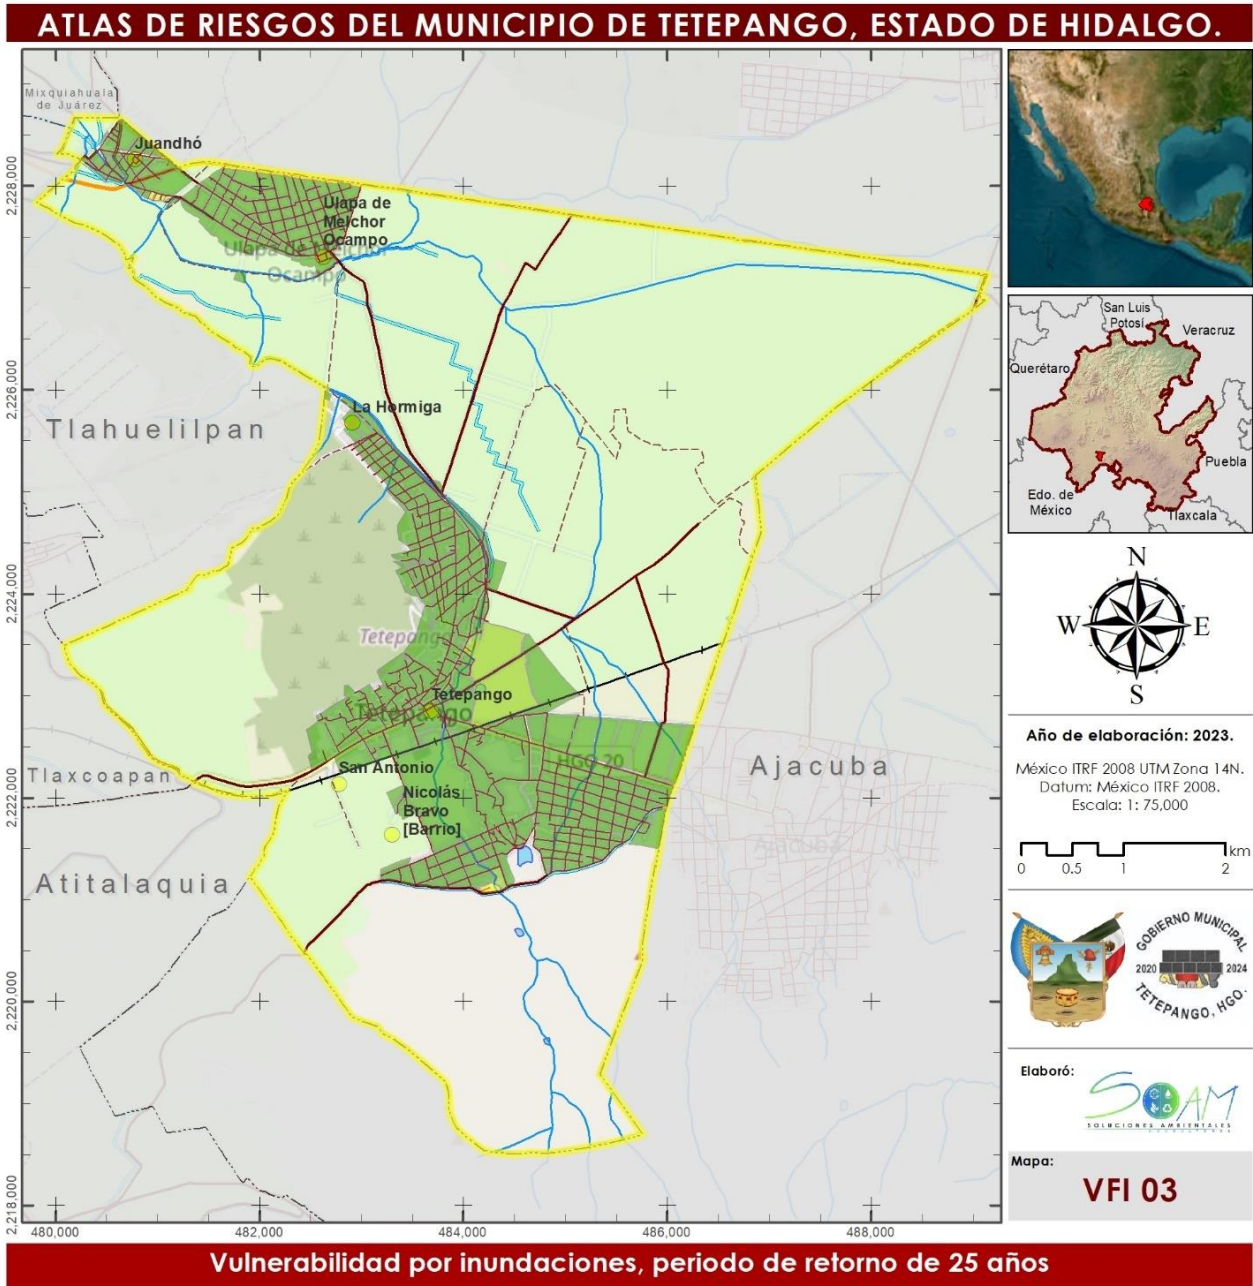 ATLAS DE RIESGOS DEL MUNICIPIO DE TETEPANGO, ESTADO DE HIDALGO.
Mixquiahuala
de Juárez
Juandhó
Ulapa de
Melchor
Ocampo
Ulapa de Melchor
Ocampo
La Hormiga
Tlahuelilpan
Tetepango
Tetepango
Tetepango
HGO 20
San Antonio
Nicolás
Bravo
[Barrio]
Tlaxcoapan
Atitalaquia
Ajacuba
Ajacuba
2,228,000
2,226,000
2,224,000
2,222,000
2,220,000
2,218,000
480,000
482,000
484,000
486,000
488,000
San Luis
Potosí
Veracruz
Querétaro
Puebla
Edo. de
México
Tlaxcala
N
W
E
S
Año de elaboración: 2023.
México ITRF 2008 UTM Zona 14N.
Datum: México ITRF 2008.
Escala: 1: 75,000
km
0 0.5 1 2
GOBIERNO MUNICIPAL
2020 2024
TETEPANGO, HGO.
Elaboró:
SOAM
SOLUCIONES AMBIENTALES
Mapa:
VFI 03
Vulnerabilidad por inundaciones, periodo de retorno de 25 años